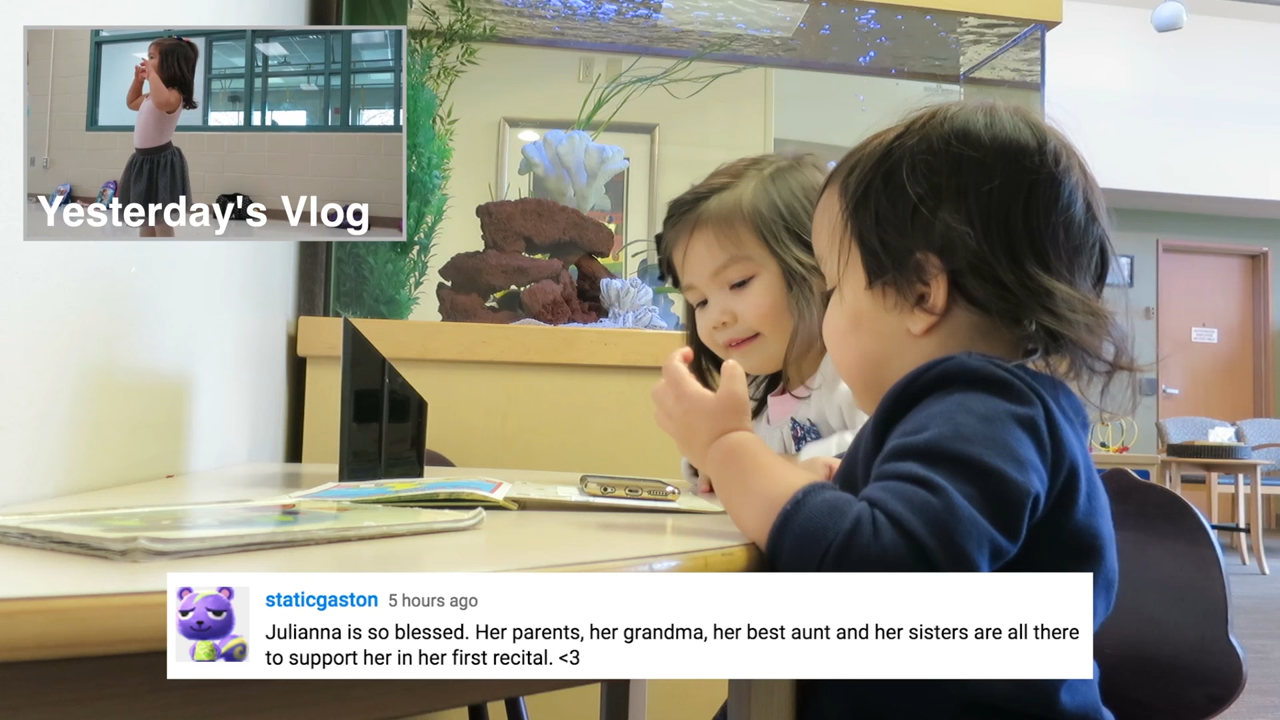 Yesterday's Vlog
staticgaston 5 hours ago
Julianna is so blessed. Her parents, her grandma, her best aunt and her sisters are all there
to support her in her first recital. <3